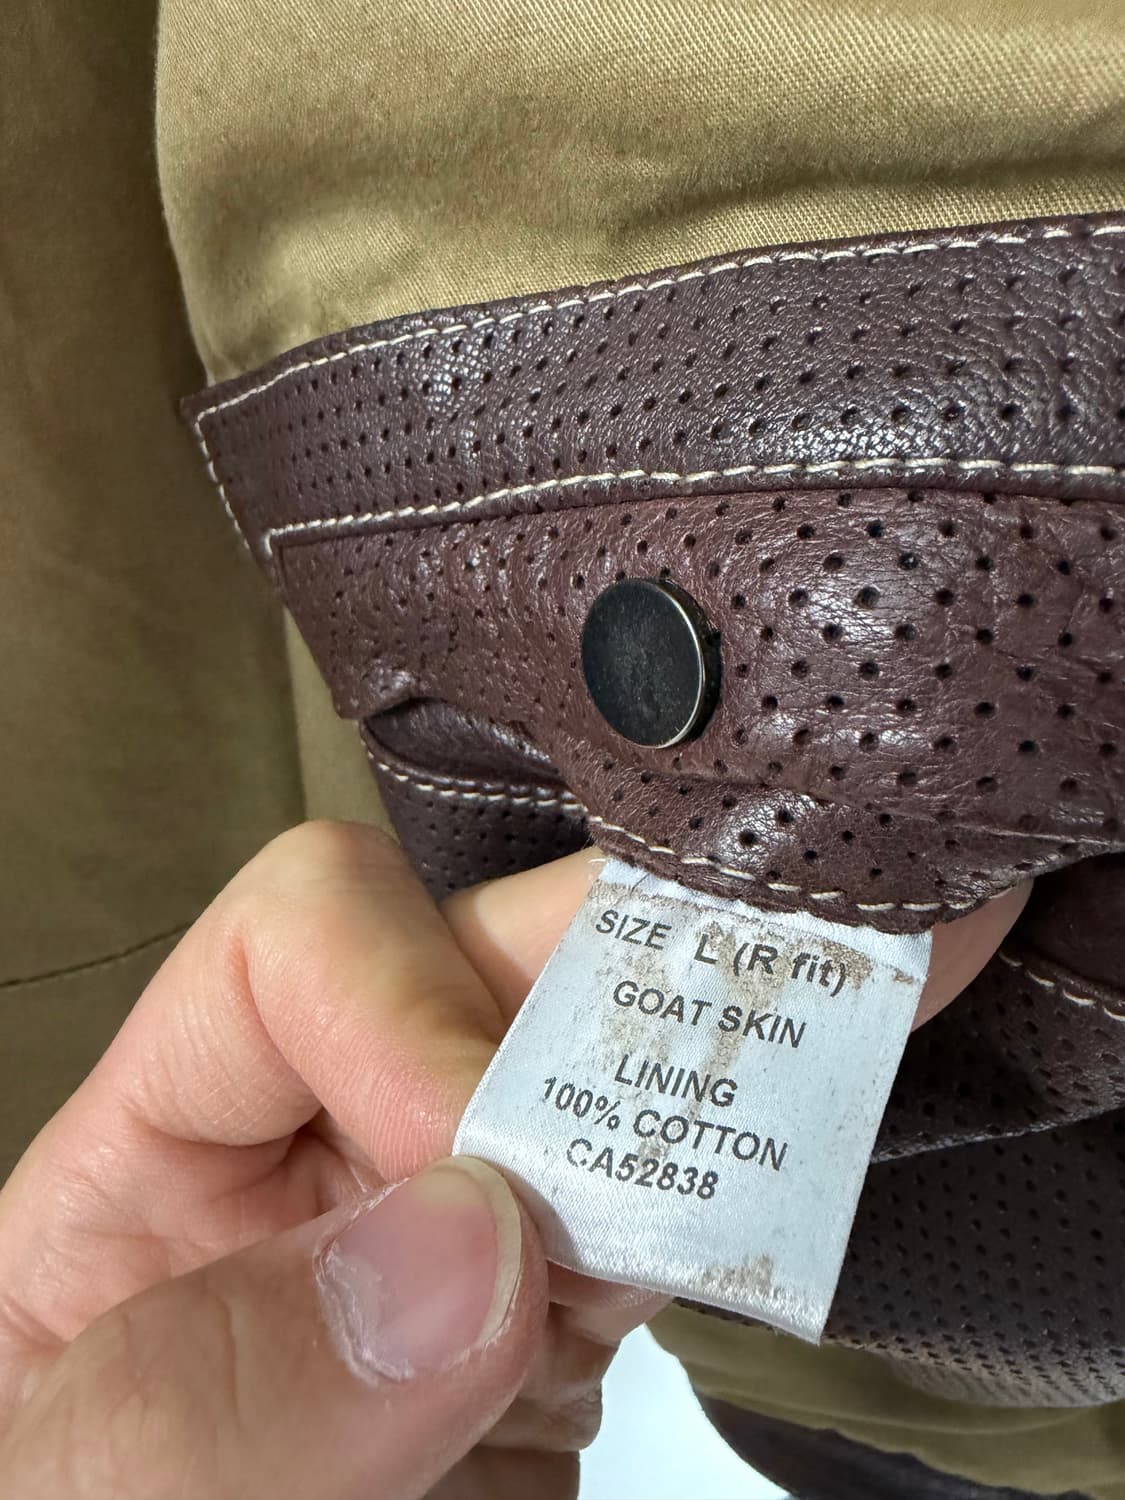 SIZE L (R fit)
GOAT SKIN
LINING
100% COTTON
CA52838